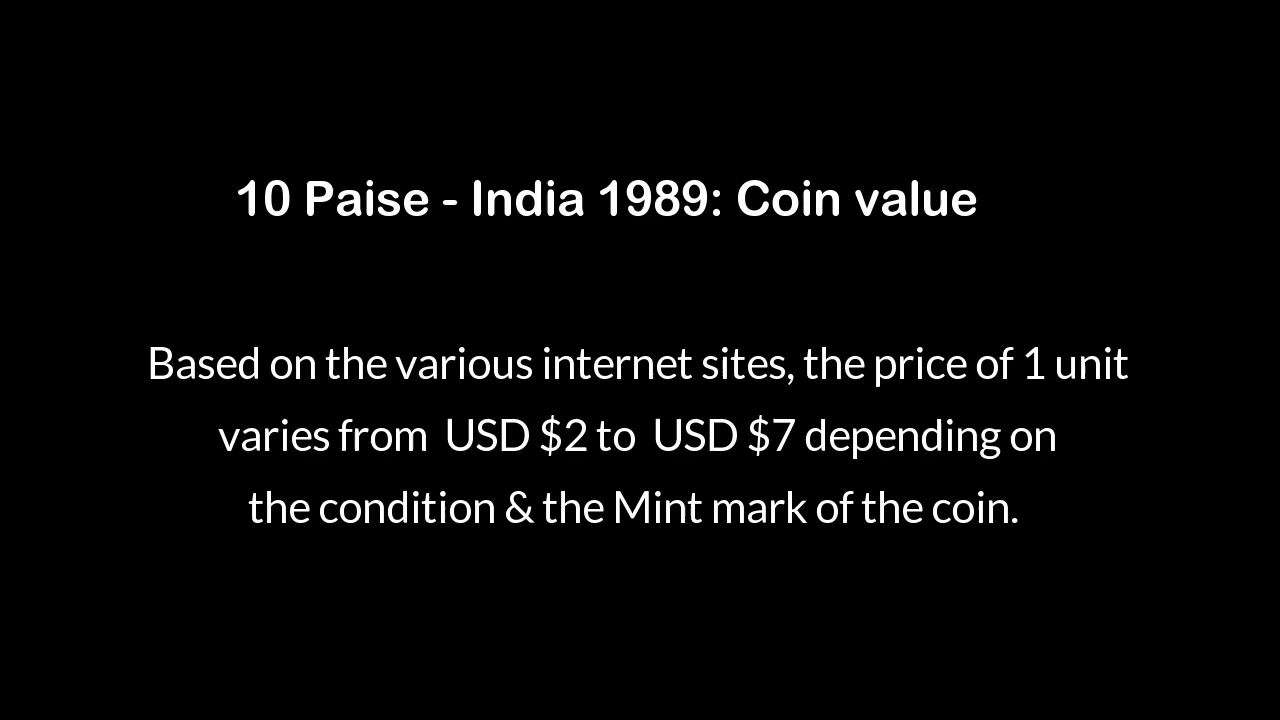 10 Paise - India 1989: Coin value
Based on the various internet sites, the price of 1 unit
varies from  USD $2 to  USD $7 depending on
the condition & the Mint mark of the coin.